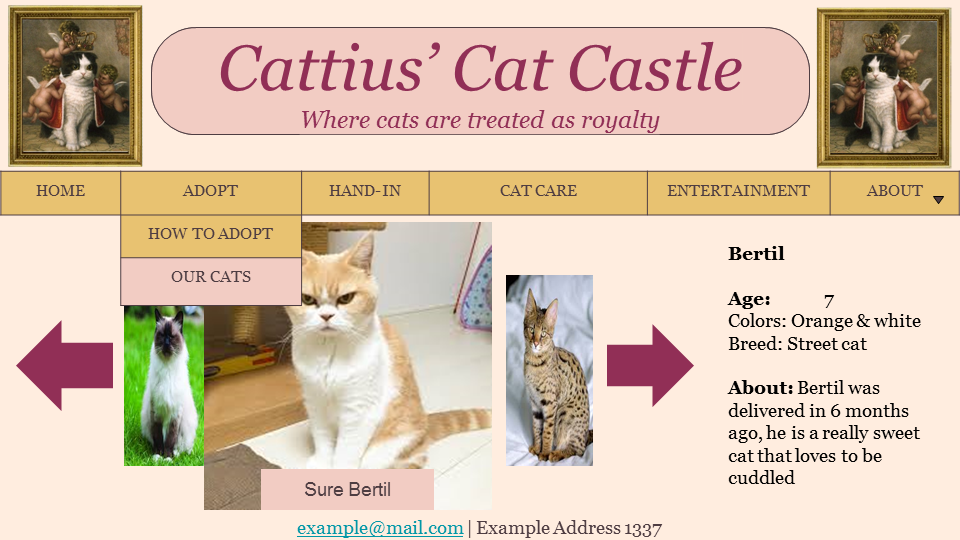 Cattius’ Cat Castle
Where cats are treated as royalty
HOME ADOPT HAND-IN CAT CARE ENTERTAINMENT ABOUT
HOW TO ADOPT
OUR CATS
Bertil
Age: 7
Colors: Orange & white
Breed: Street cat
About: Bertil was
delivered in 6 months
ago, he is a really sweet
cat that loves to be
cuddled
Sure Bertil
example@mail.com | Example Address 1337